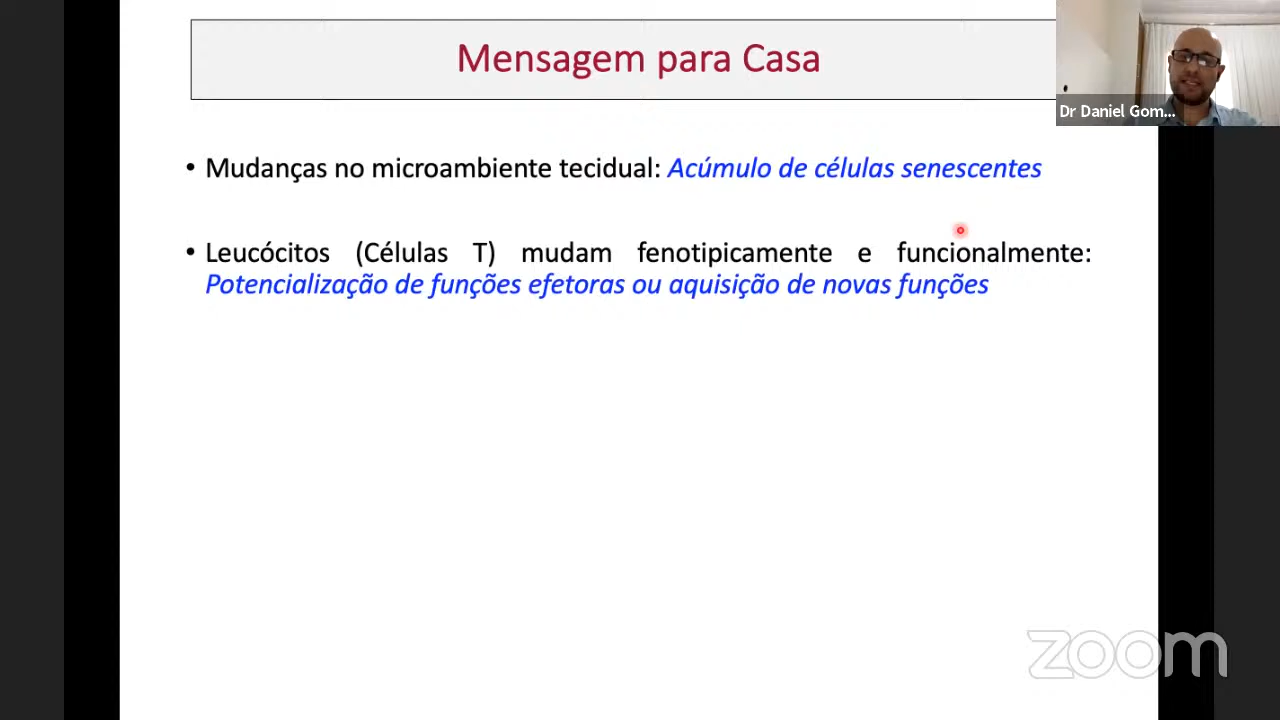 Mensagem para Casa
Dr Daniel Gom...
• Mudanças no microambiente tecidual: Acúmulo de células senescentes
• Leucócitos (Células T) mudam fenotipicamente e funcionalmente:
Potencialização de funções efetoras ou aquisição de novas funções
zoom